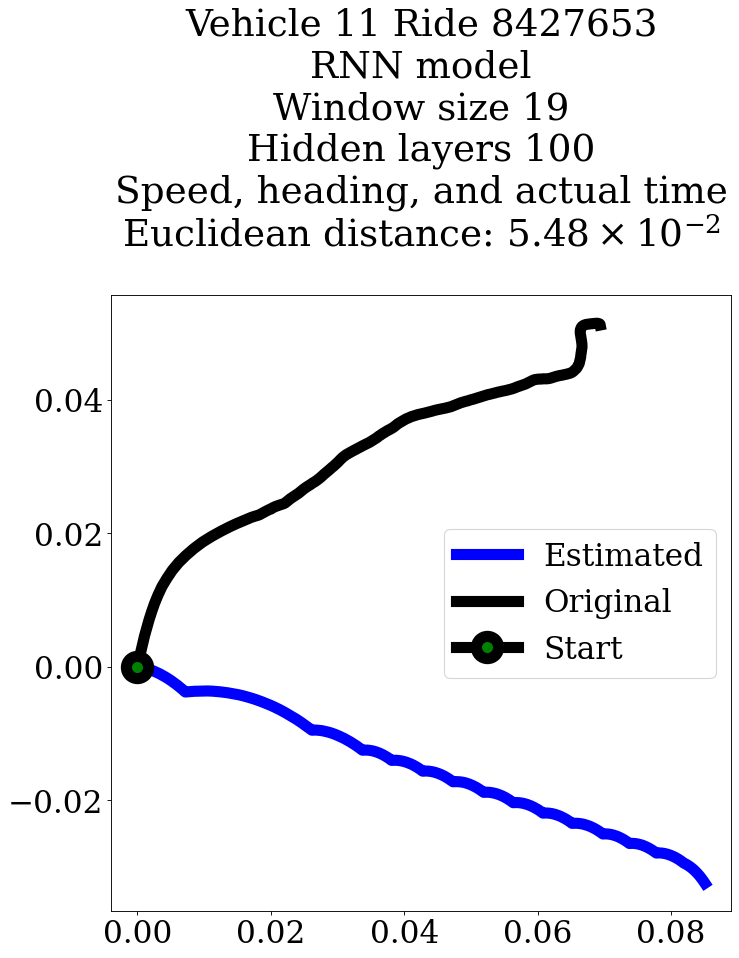 Vehicle 11 Ride 8427653
RNN model
Window size 19
Hidden layers 100
Speed, heading, and actual time
Euclidean distance: 5.48 × 10⁻²
0.04
0.02
0.00
−0.02
Estimated
Original
Start
0.00 0.02 0.04 0.06 0.08